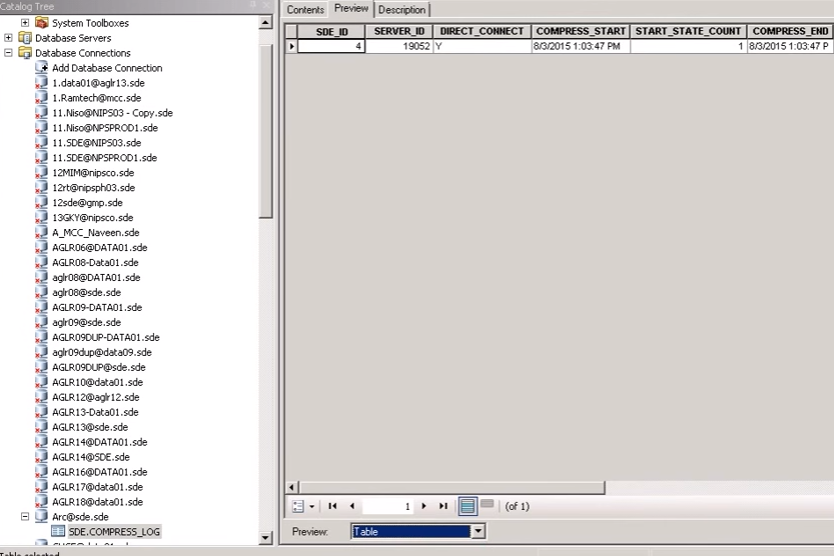 Catalog Tree
System Toolboxes
Database Servers
Database Connections
Add Database Connection
1.data01@aglr13.sde
1.Ramtech@mcc.sde
11.Niso@NIPS03 - Copy.sde
11.Niso@NPSPROD1.sde
11.SDE@NIPS03.sde
11.SDE@NPSPROD1.sde
12MIM@nipsco.sde
12rt@nipsph03.sde
12sde@gmp.sde
13GKY@nipsco.sde
A_MCC_Naveen.sde
AGLR06@DATA01.sde
AGLR08-Data01.sde
aglr08@DATA01.sde
aglr08@sde.sde
AGLR09-DATA01.sde
aglr09@sde.sde
AGLR09DUP-DATA01.sde
aglr09dup@data09.sde
AGLR09DUP@sde.sde
AGLR10@data01.sde
AGLR12@aglr12.sde
AGLR13-Data01.sde
AGLR13@sde.sde
AGLR14@DATA01.sde
AGLR14@SDE.sde
AGLR16@DATA01.sde
AGLR17@data01.sde
AGLR18@data01.sde
Arc@sde.sde
SDE.COMPRESS_LOG
Table selected
Contents Preview Description
SDE_ID SERVER_ID DIRECT_CONNECT COMPRESS_START START_STATE_COUNT COMPRESS_END
4 19052 Y 8/3/2015 1:03:47 PM 1 8/3/2015 1:03:47 P
1 (of 1)
Preview: Table